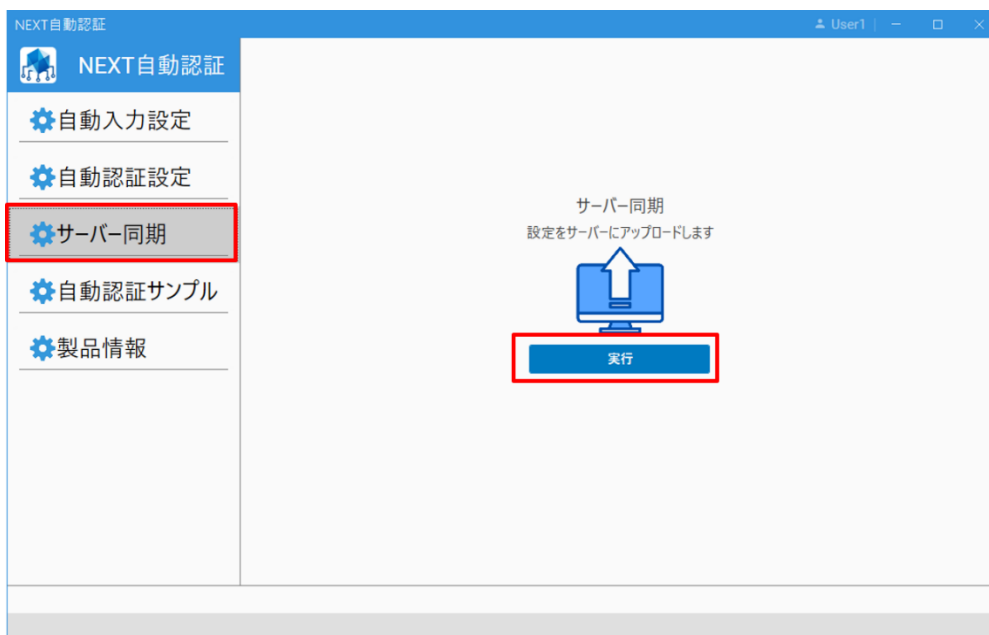 NEXT自動認証
User1
NEXT自動認証
自動入力設定
自動認証設定
サーバー同期
自動認証サンプル
製品情報
サーバー同期
設定をサーバーにアップロードします
実行